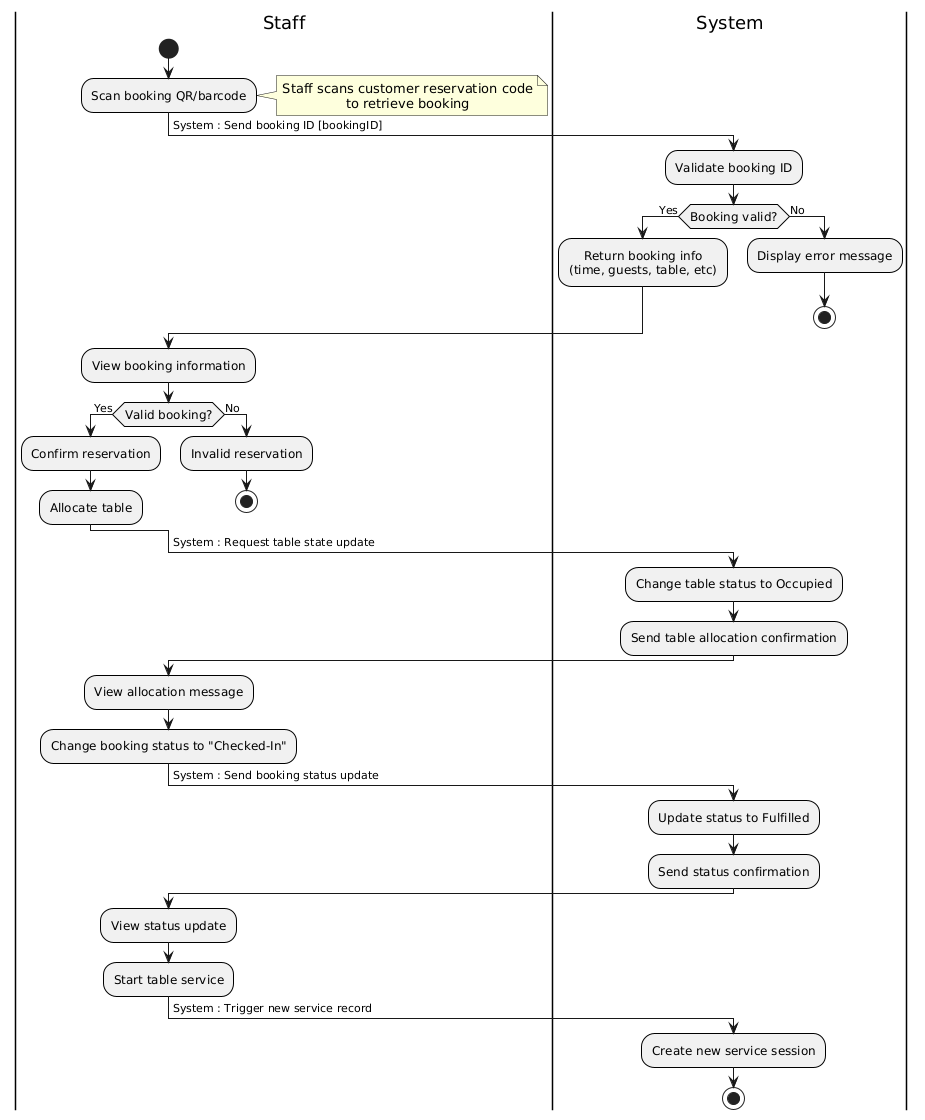 Staff
System
Scan booking QR/barcode
Staff scans customer reservation code
to retrieve booking
System : Send booking ID [bookingID]
Validate booking ID
Booking valid?
Yes
No
Return booking info
(time, guests, table, etc)
Display error message
View booking information
Valid booking?
Yes
No
Confirm reservation
Invalid reservation
Allocate table
System : Request table state update
Change table status to Occupied
Send table allocation confirmation
View allocation message
Change booking status to "Checked-In"
System : Send booking status update
Update status to Fulfilled
Send status confirmation
View status update
Start table service
System : Trigger new service record
Create new service session